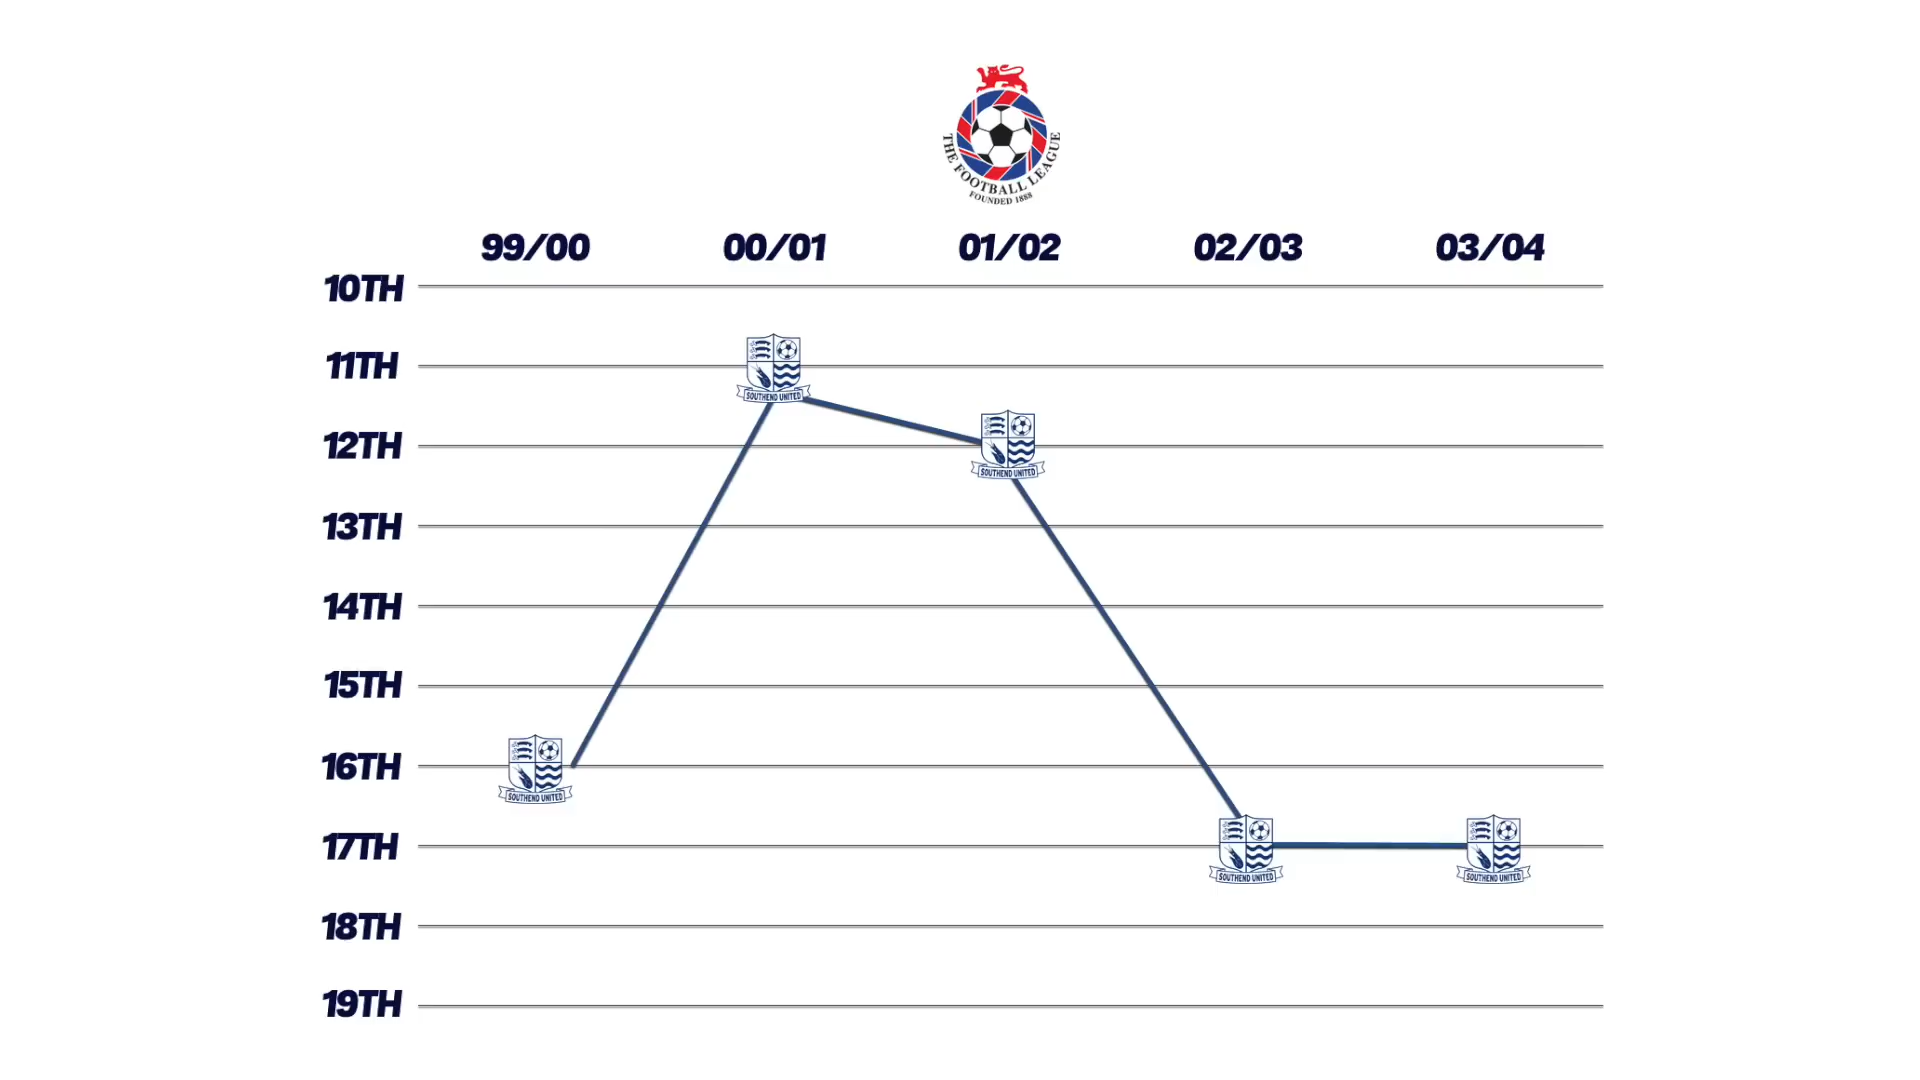 THE FOOTBALL LEAGUE
FOUNDED 1888
99/00 00/01 01/02 02/03 03/04
10TH
11TH
SOUTHEND UNITED
12TH
SOUTHEND UNITED
13TH
14TH
15TH
16TH
SOUTHEND UNITED
17TH
SOUTHEND UNITED SOUTHEND UNITED
18TH
19TH